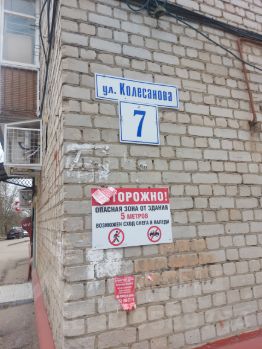 ул. Колесанова
7
ОСТОРОЖНО!
ОПАСНАЯ ЗОНА ОТ ЗДАНИЯ
5 МЕТРОВ
ВОЗМОЖЕН СХОД СНЕГА И НАЛЕДИ